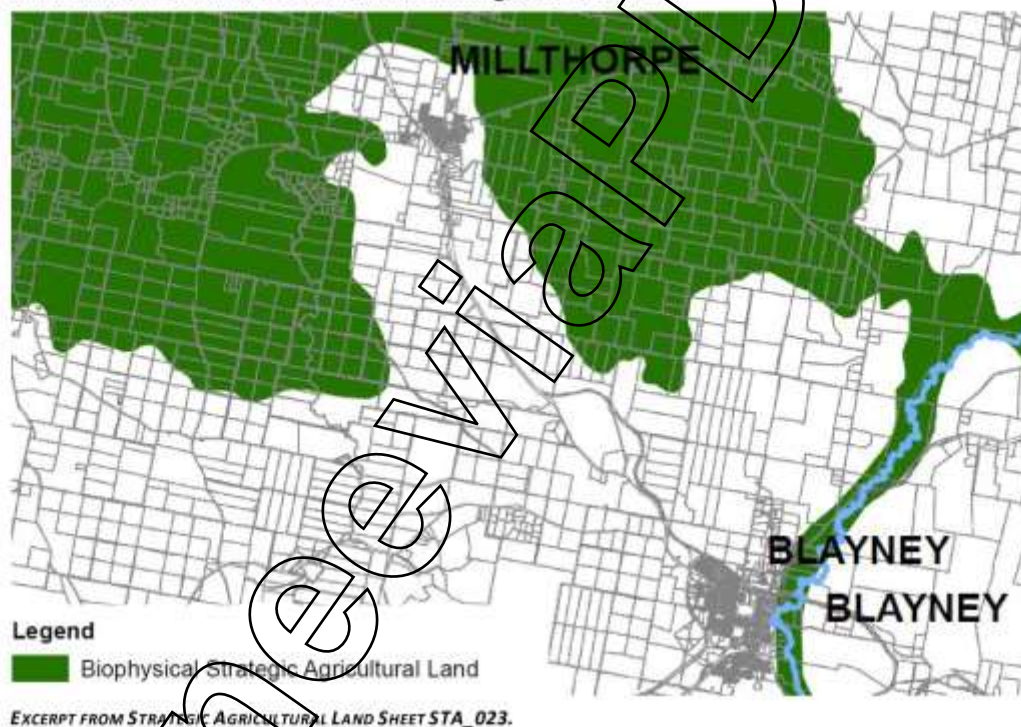 MILLTHORPE
BLAYNEY
BLAYNEY
Legend
Biophysical Strategic Agricultural Land
EXCERPT FROM STRATEGIC AGRICULTURAL LAND SHEET STA_023.